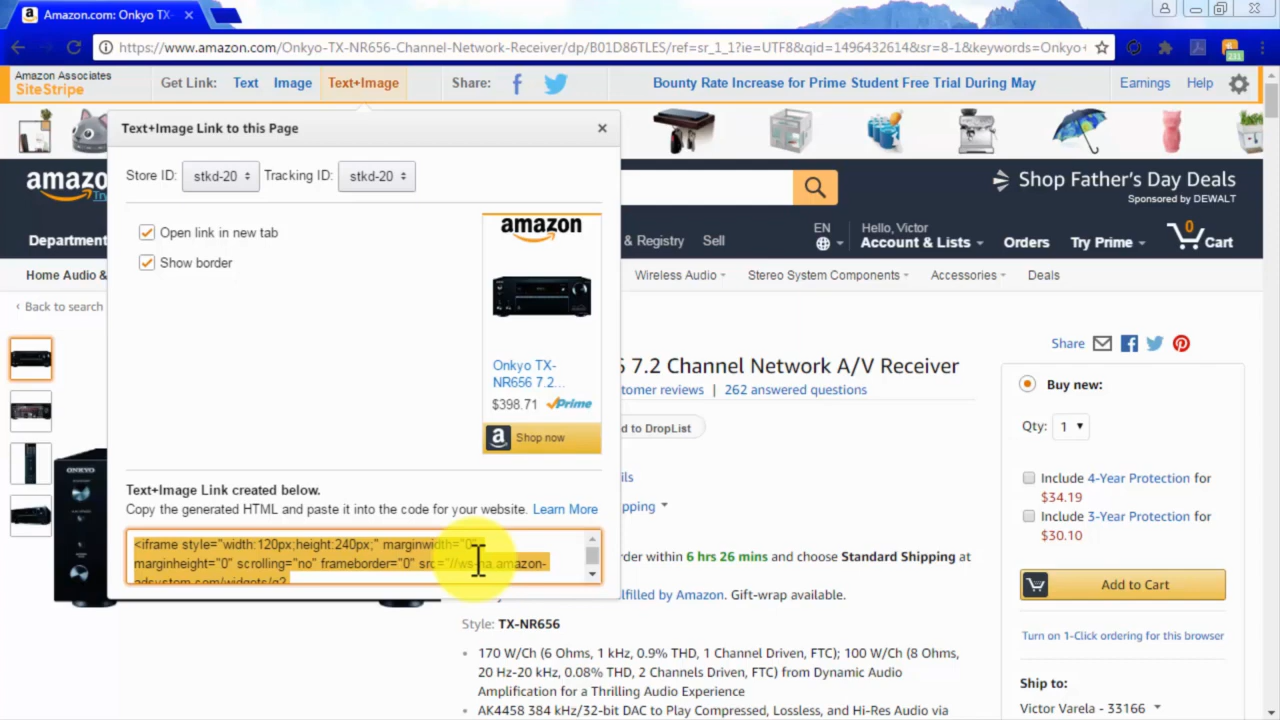 Amazon.com: Onkyo TX-
https://www.amazon.com/Onkyo-TX-NR656-Channel-Network-Receiver/dp/B01D86TLES/ref=sr_1_1?ie=UTF8&qid=1496432614&sr=8-1&keywords=Onkyo+
Amazon Associates
SiteStripe
Get Link: Text Image Text+Image Share: Bounty Rate Increase for Prime Student Free Trial During May Earnings Help
Text+Image Link to this Page
Store ID: stkd-20 Tracking ID: stkd-20
Open link in new tab
Show border
amazon
Onkyo TX-
NR656 7.2...
$398.71 Prime
a Shop now
Text+Image Link created below.
Copy the generated HTML and paste it into the code for your website. Learn More
<iframe style="width:120px;height:240px;" marginwidth="0"
marginheight="0" scrolling="no" frameborder="0" src="//ws-na.amazon-
adsystem.com/widgets/q?
amazo
Try
Shop Father's Day Deals
Sponsored by DEWALT
Department
& Registry Sell
EN
Hello, Victor
Account & Lists Orders Try Prime 0 Cart
Home Audio &
Wireless Audio Stereo System Components Accessories Deals
‹ Back to search
ONKYO
Share
6 7.2 Channel Network A/V Receiver
tomer reviews | 262 answered questions
d to DropList
ils
pping
rder within 6 hrs 26 mins and choose Standard Shipping at
lfilled by Amazon. Gift-wrap available.
Style: TX-NR656
• 170 W/Ch (6 Ohms, 1 kHz, 0.9% THD, 1 Channel Driven, FTC); 100 W/Ch (8 Ohms,
20 Hz-20 kHz, 0.08% THD, 2 Channels Driven, FTC) from Dynamic Audio
Amplification for a Thrilling Audio Experience
• AK4458 384 kHz/32-bit DAC to Play Compressed, Lossless, and Hi-Res Audio via
Buy new:
Qty: 1
Include 4-Year Protection for
$34.19
Include 3-Year Protection for
$30.10
Add to Cart
Turn on 1-Click ordering for this browser
Ship to:
Victor Varela - 33166